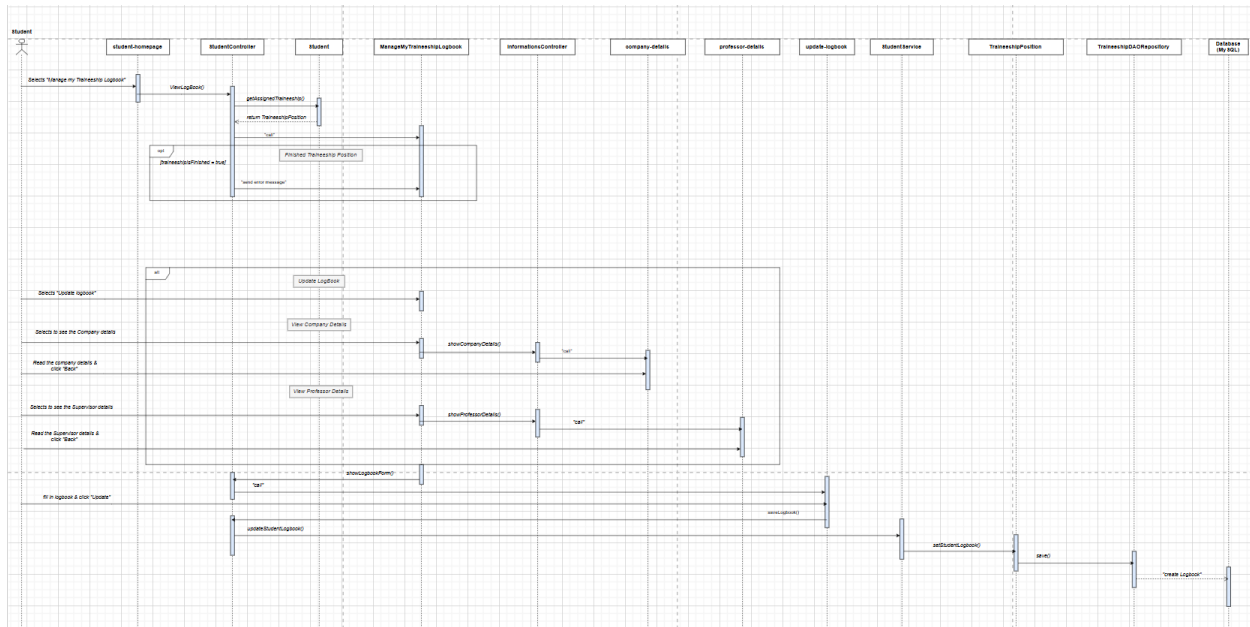 Student
student-homepage
StudentController
Student
ManageMyTraineeshipLogbook
InformationsController
company-details
professor-details
update-logbook
StudentService
TraineeshipPosition
TraineeshipDAORepository
Database
(My SQL)
Selects "Manage my Traineeship Logbook"
ViewLogBook()
getAssignedTraineeship()
return TraineeshipPosition
"call"
opt
Finished Traineeship Position
[traineeshipIsFinished = true]
"send error message"
alt
Update LogBook
Selects "Update logbook"
View Company Details
Selects to see the Company details
showCompanyDetails()
"call"
Read the company details &
click "Back"
View Professor Details
Selects to see the Supervisor details
showProfessorDetails()
"call"
Read the Supervisor details &
click "Back"
showLogbookForm()
"call"
fill in logbook & click "Update"
saveLogbook()
updateStudentLogbook()
setStudentLogbook()
save()
"create Logbook"